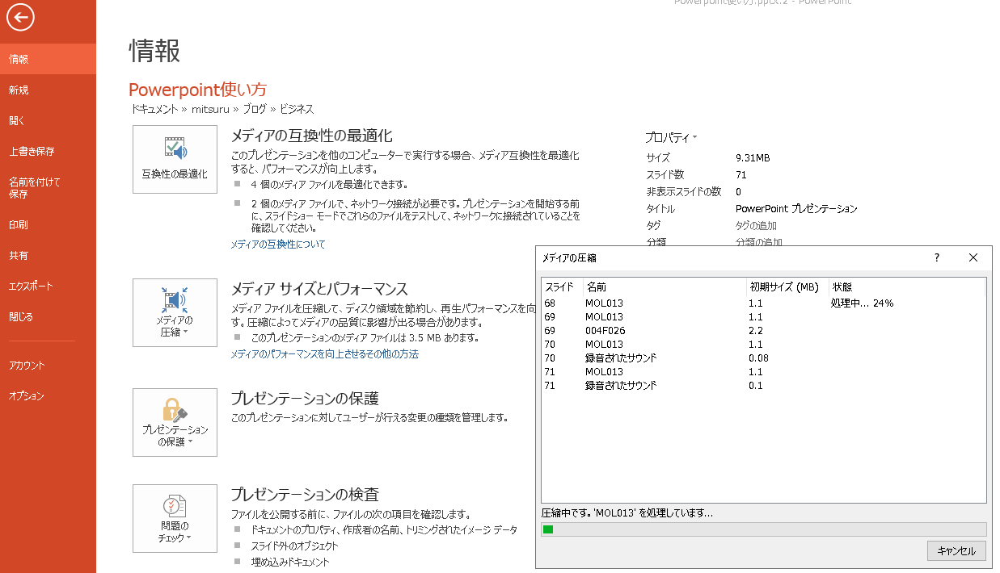 Powerpoint使い方.pptx.2 - PowerPoint
情報
情報
新規
開く
上書き保存
名前を付けて
保存
印刷
共有
エクスポート
閉じる
アカウント
オプション
Powerpoint使い方
ドキュメント » mitsuru » ブログ » ビジネス
互換性の最適化
メディアの互換性の最適化
このプレゼンテーションを他のコンピューターで実行する場合、メディア互換性を最適化
すると、パフォーマンスが向上します。
4 個のメディア ファイルを最適化できます。
2 個のメディア ファイルで、ネットワーク接続が必要です。プレゼンテーションを開始する前
に、スライドショー モードでこれらのファイルをテストして、ネットワークに接続されていることを
確認してください。
メディアの互換性について
メディアの
圧縮
メディア サイズとパフォーマンス
メディア ファイルを圧縮して、ディスク領域を節約し、再生パフォーマンスを向
す。圧縮によってメディアの品質に影響が出る場合があります。
このプレゼンテーションのメディア ファイルは 3.5 MB あります。
メディアのパフォーマンスを向上させるその他の方法
プレゼンテーション
の保護
プレゼンテーションの保護
このプレゼンテーションに対してユーザーが行える変更の種類を管理します。
問題の
チェック
プレゼンテーションの検査
ファイルを公開する前に、ファイルの次の項目を確認します。
ドキュメントのプロパティ、作成者の名前、トリミングされたイメージ データ
スライド外のオブジェクト
埋め込みドキュメント
プロパティ
サイズ 9.31MB
スライド数 71
非表示スライドの数 0
タイトル PowerPoint プレゼンテーション
タグ タグの追加
分類 分類の追加
メディアの圧縮 ?
スライド 名前 初期サイズ (MB) 状態
68 MOL013 1.1 処理中... 24%
69 MOL013 1.1
69 004F026 2.2
70 MOL013 1.1
70 録音されたサウンド 0.08
71 MOL013 1.1
71 録音されたサウンド 0.1
圧縮中です。'MOL013' を処理しています...
キャンセル